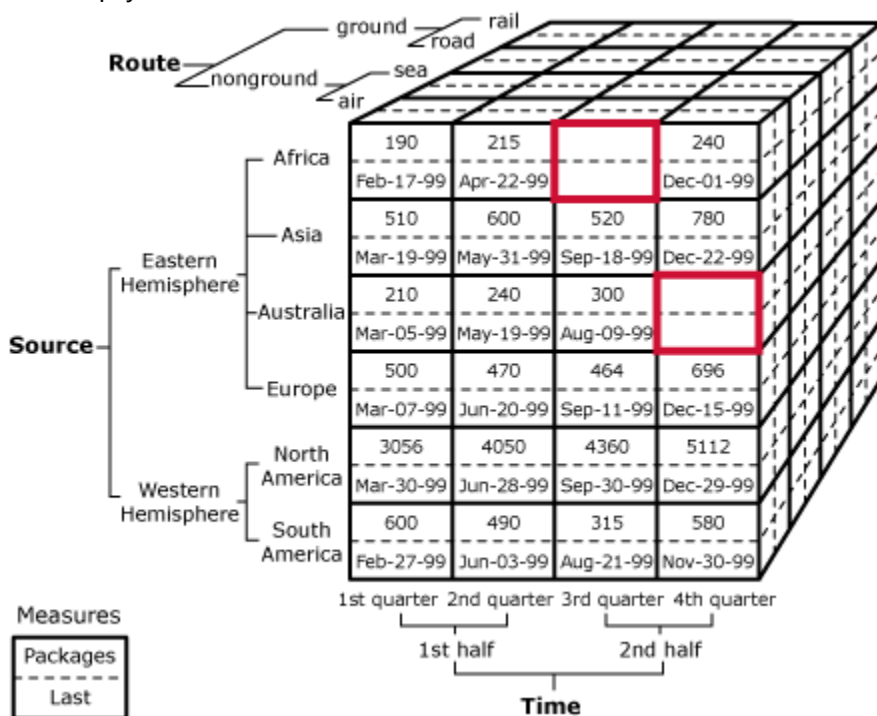 ground
rail
road
Route
nonground
sea
air
190 215 240
Africa
Feb-17-99 Apr-22-99 Dec-01-99
510 600 520 780
Asia
Mar-19-99 May-31-99 Sep-18-99 Dec-22-99
Eastern
Hemisphere
210 240 300
Australia
Mar-05-99 May-19-99 Aug-09-99
Source
500 470 464 696
Europe
Mar-07-99 Jun-20-99 Sep-11-99 Dec-15-99
North
America
3056 4050 4360 5112
Mar-30-99 Jun-28-99 Sep-30-99 Dec-29-99
Western
Hemisphere
South
America
600 490 315 580
Feb-27-99 Jun-03-99 Aug-21-99 Nov-30-99
1st quarter 2nd quarter 3rd quarter 4th quarter
1st half 2nd half
Time
Measures
Packages
Last